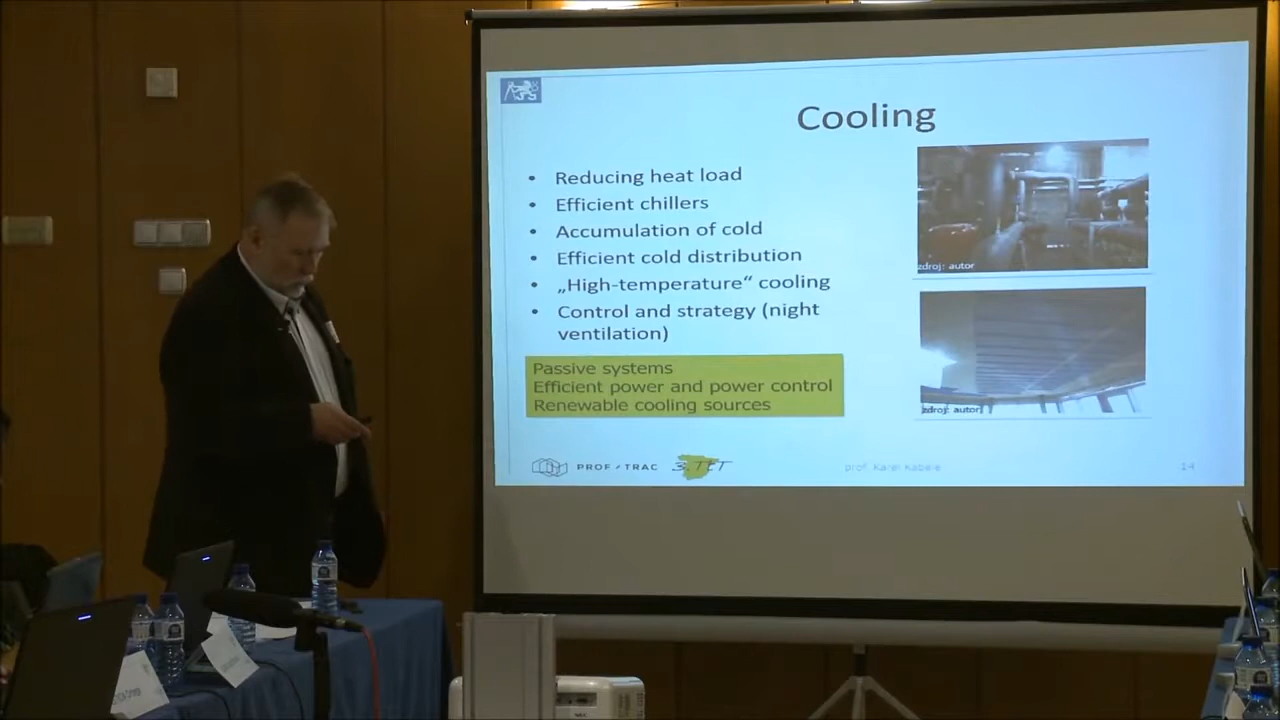 Cooling
• Reducing heat load
• Efficient chillers
• Accumulation of cold
• Efficient cold distribution
• „High-temperature“ cooling
• Control and strategy (night
ventilation)
zdroj: autor
zdroj: autor
Passive systems
Efficient power and power control
Renewable cooling sources
PROF / TRAC
prof. Karel Kabele
14
NEC